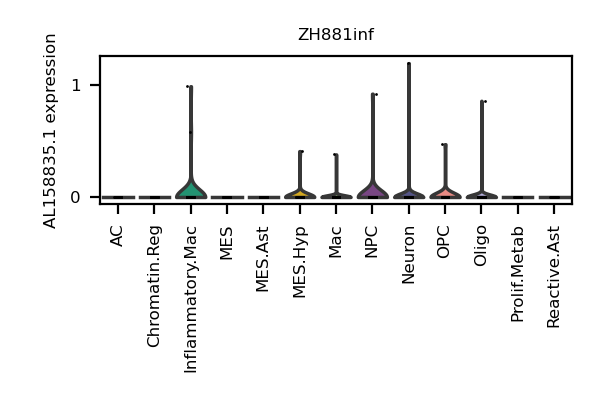 ZH881inf
AL158835.1 expression
1
0
AC
Chromatin.Reg
Inflammatory.Mac
MES
MES.Ast
MES.Hyp
Mac
NPC
Neuron
OPC
Oligo
Prolif.Metab
Reactive.Ast